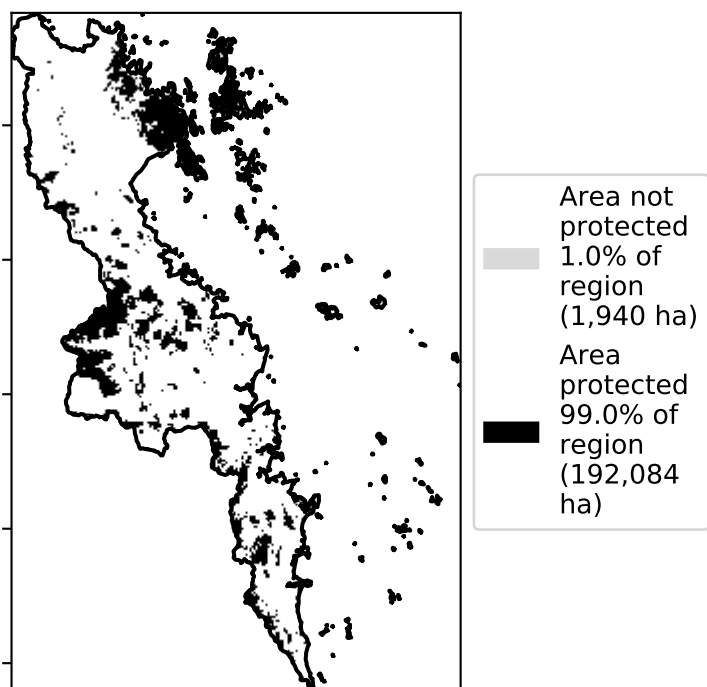 Area not
protected
1.0% of
region
(1,940 ha)
Area
protected
99.0% of
region
(192,084
ha)